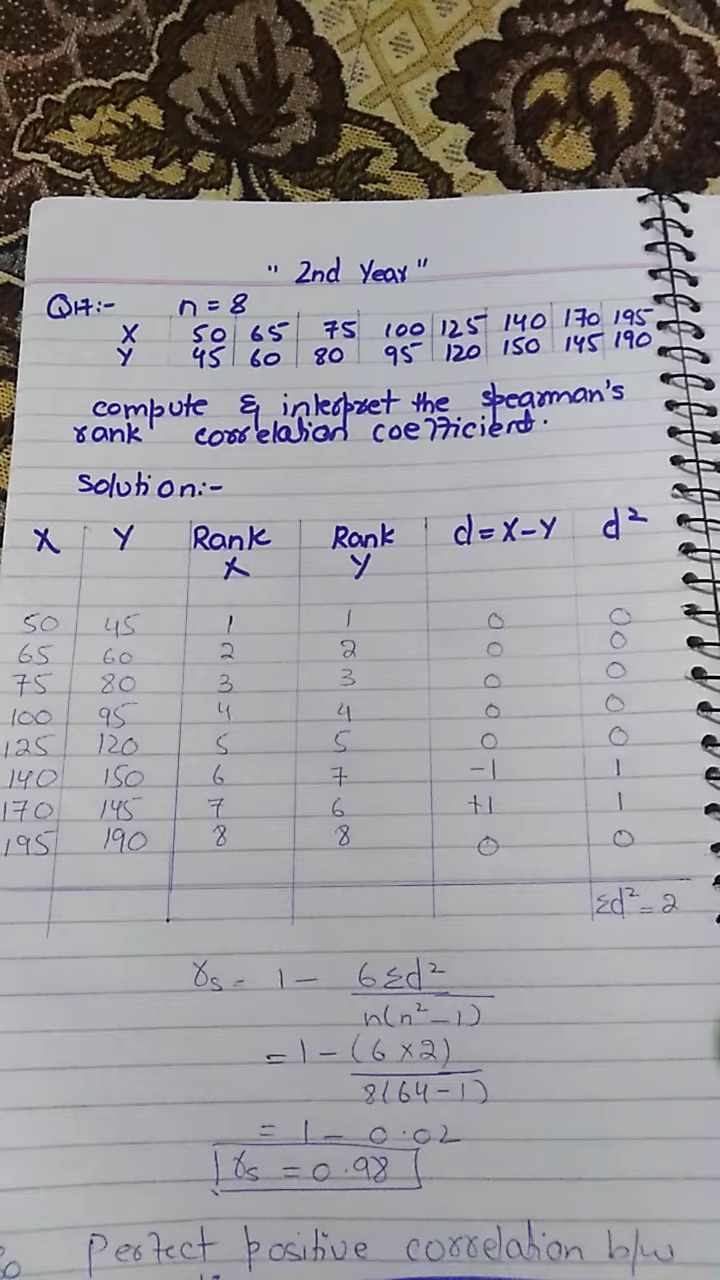 " 2nd Year"
Q17:- n = 8
X 50 65 75 100 125 140 170 195
Y 45 60 80 95 120 150 145 190
compute & interpret the spearman's
rank correlation coefficient.
Solution:-
X Y Rank X Rank Y d=X-Y d²
50 45 1 1 0 0
65 60 2 2 0 0
75 80 3 3 0 0
100 95 4 4 0 0
125 120 5 5 0 0
140 150 6 7 -1 1
170 145 7 6 +1 1
195 190 8 8 0 0
Σd² = 2
rs = 1 - 6Σd²
n(n²-1)
= 1 - (6×2)
8(64-1)
= 1 - 0.02
rs = 0.98
So Perfect positive correlation b/w